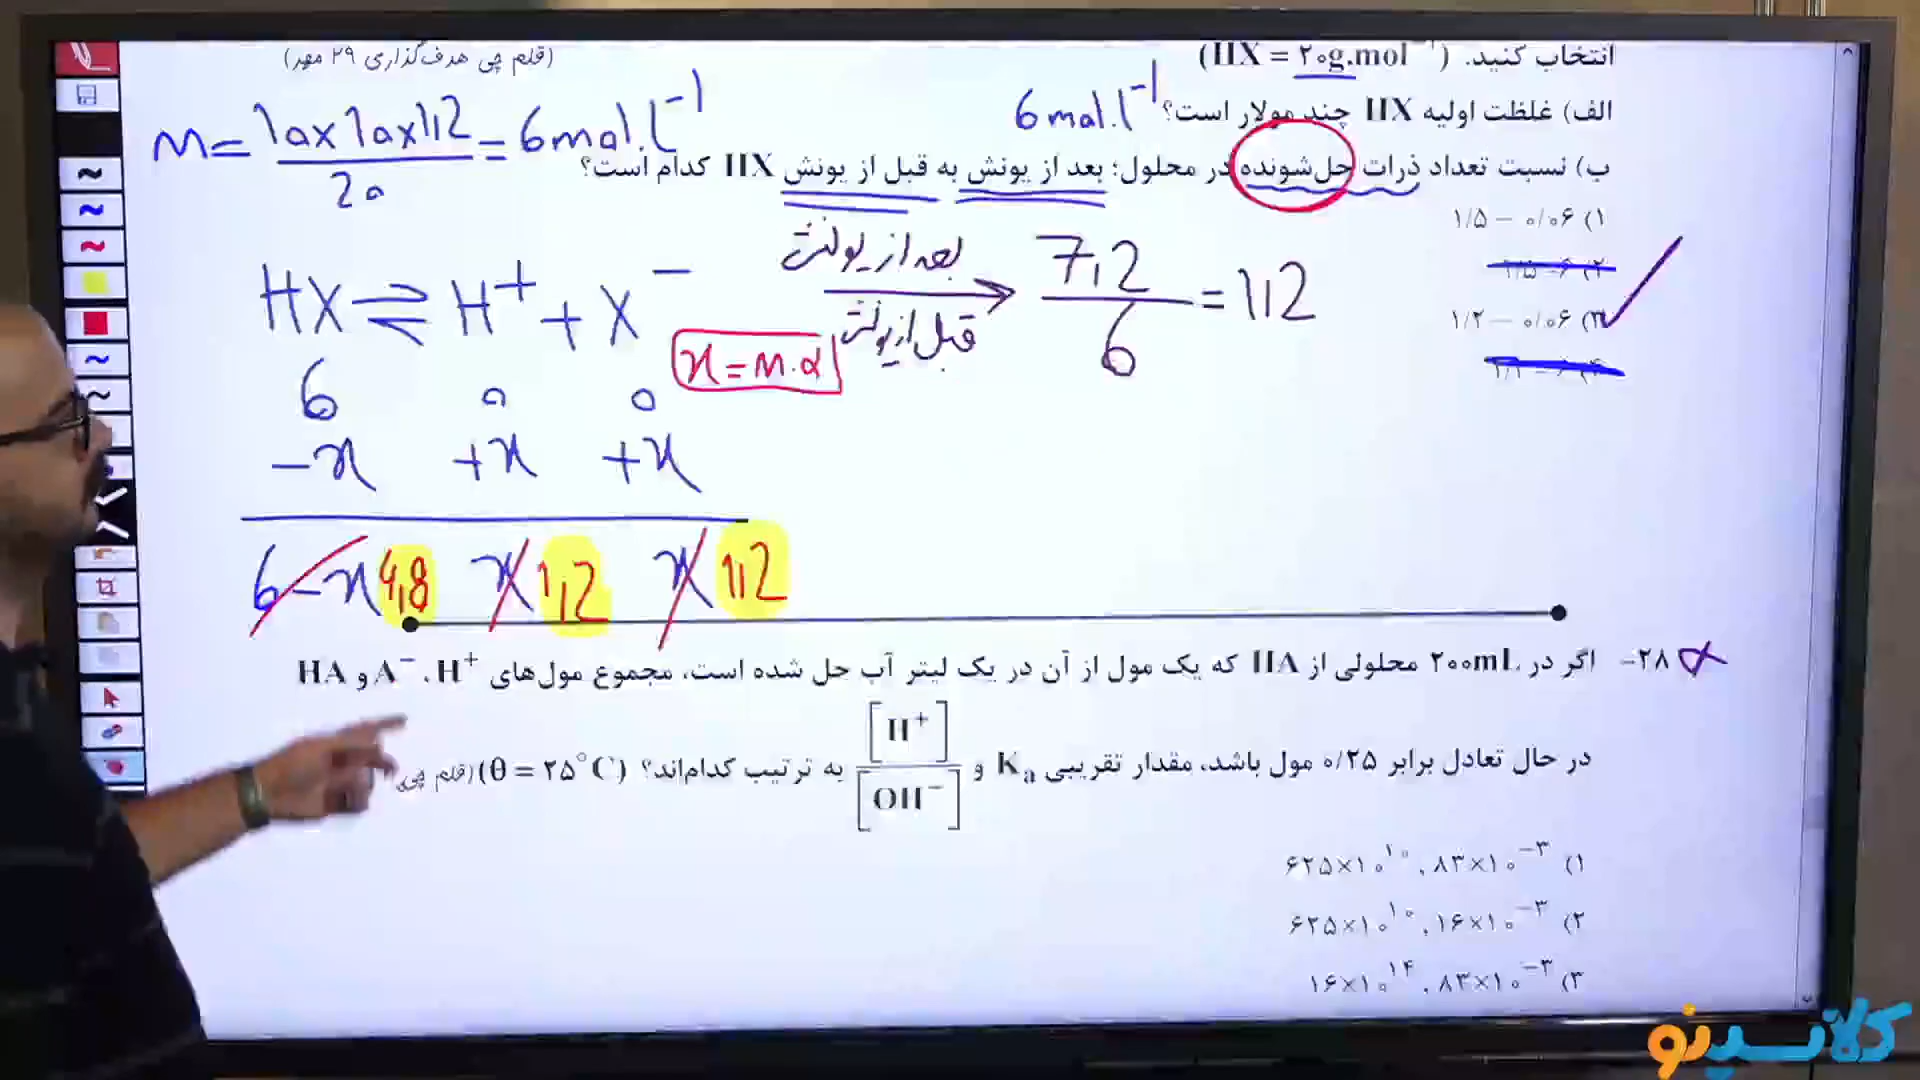 انتخاب کنید. (HX = ۲۰g.mol⁻¹) (قلم چی هدف‌گذاری ۲۹ مهر)
الف) غلظت اولیه HX چند مولار است؟ 6 mol.l⁻¹
M = 10×10×1,2 / 20 = 6 mol.l⁻¹
ب) نسبت تعداد ذرات حل‌شونده در محلول؛ بعد از یونش به قبل از یونش HX کدام است؟
۱) ۰/۰۶ – ۱/۵
۲) ۶ – ۱/۵
۳) ۰/۰۶ – ۱/۲
HX ⇌ H⁺ + X⁻
بعد از یونش
قبل از یونش
7,2 / 6 = 1,2
x = M.α
6 0 0
-x +x +x
6-x 4,8 x 1,2 x 1,2
۲۸- اگر در ۲۰۰mL محلولی از HA که یک مول از آن در یک لیتر آب حل شده است، مجموع مول‌های H⁺، A⁻ و HA
در حال تعادل برابر ۰/۲۵ مول باشد، مقدار تقریبی Ka و [H⁺]/[OH⁻] به ترتیب کدام‌اند؟ (θ = ۲۵°C) (قلم چی
۱) ۸۳×۱۰⁻³ , ۶۲۵×۱۰¹⁰
۲) ۱۶×۱۰⁻³ , ۶۲۵×۱۰¹⁰
۳) ۸۳×۱۰⁻³ , ۱۶×۱۰¹⁴
کلاسینو